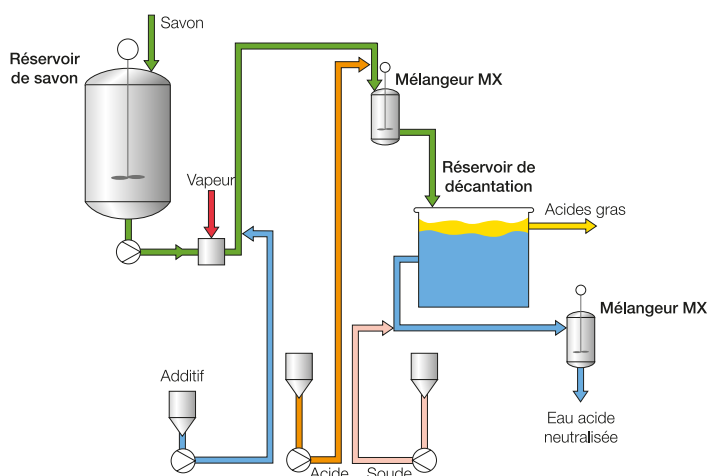 Savon
Réservoir
de savon
Mélangeur MX
Réservoir de
décantation
Vapeur
Acides gras
Mélangeur MX
Additif
Eau acide
neutralisée
Acide
Soude